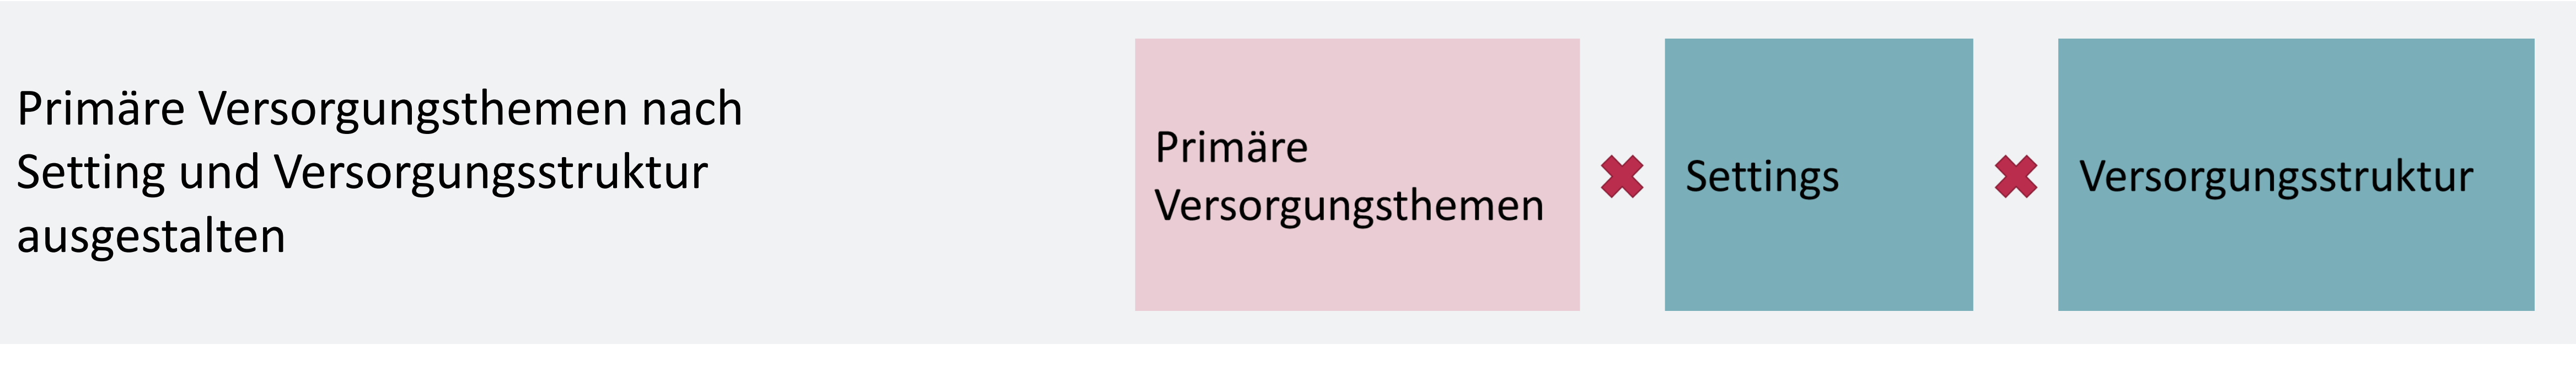 Primäre Versorgungsthemen nach
Setting und Versorgungsstruktur
ausgestalten
Primäre
Versorgungsthemen
Settings
Versorgungsstruktur